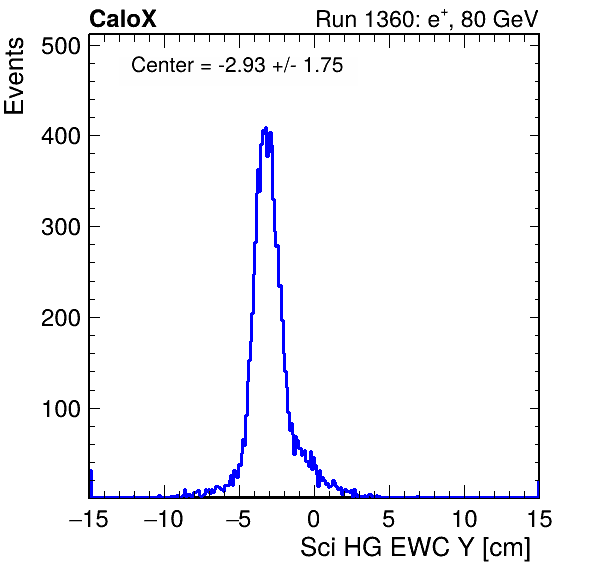 CaloX Run 1360: e⁺, 80 GeV
Events
Center = -2.93 +/- 1.75
500
400
300
200
100
−15 −10 −5 0 5 10 15
Sci HG EWC Y [cm]